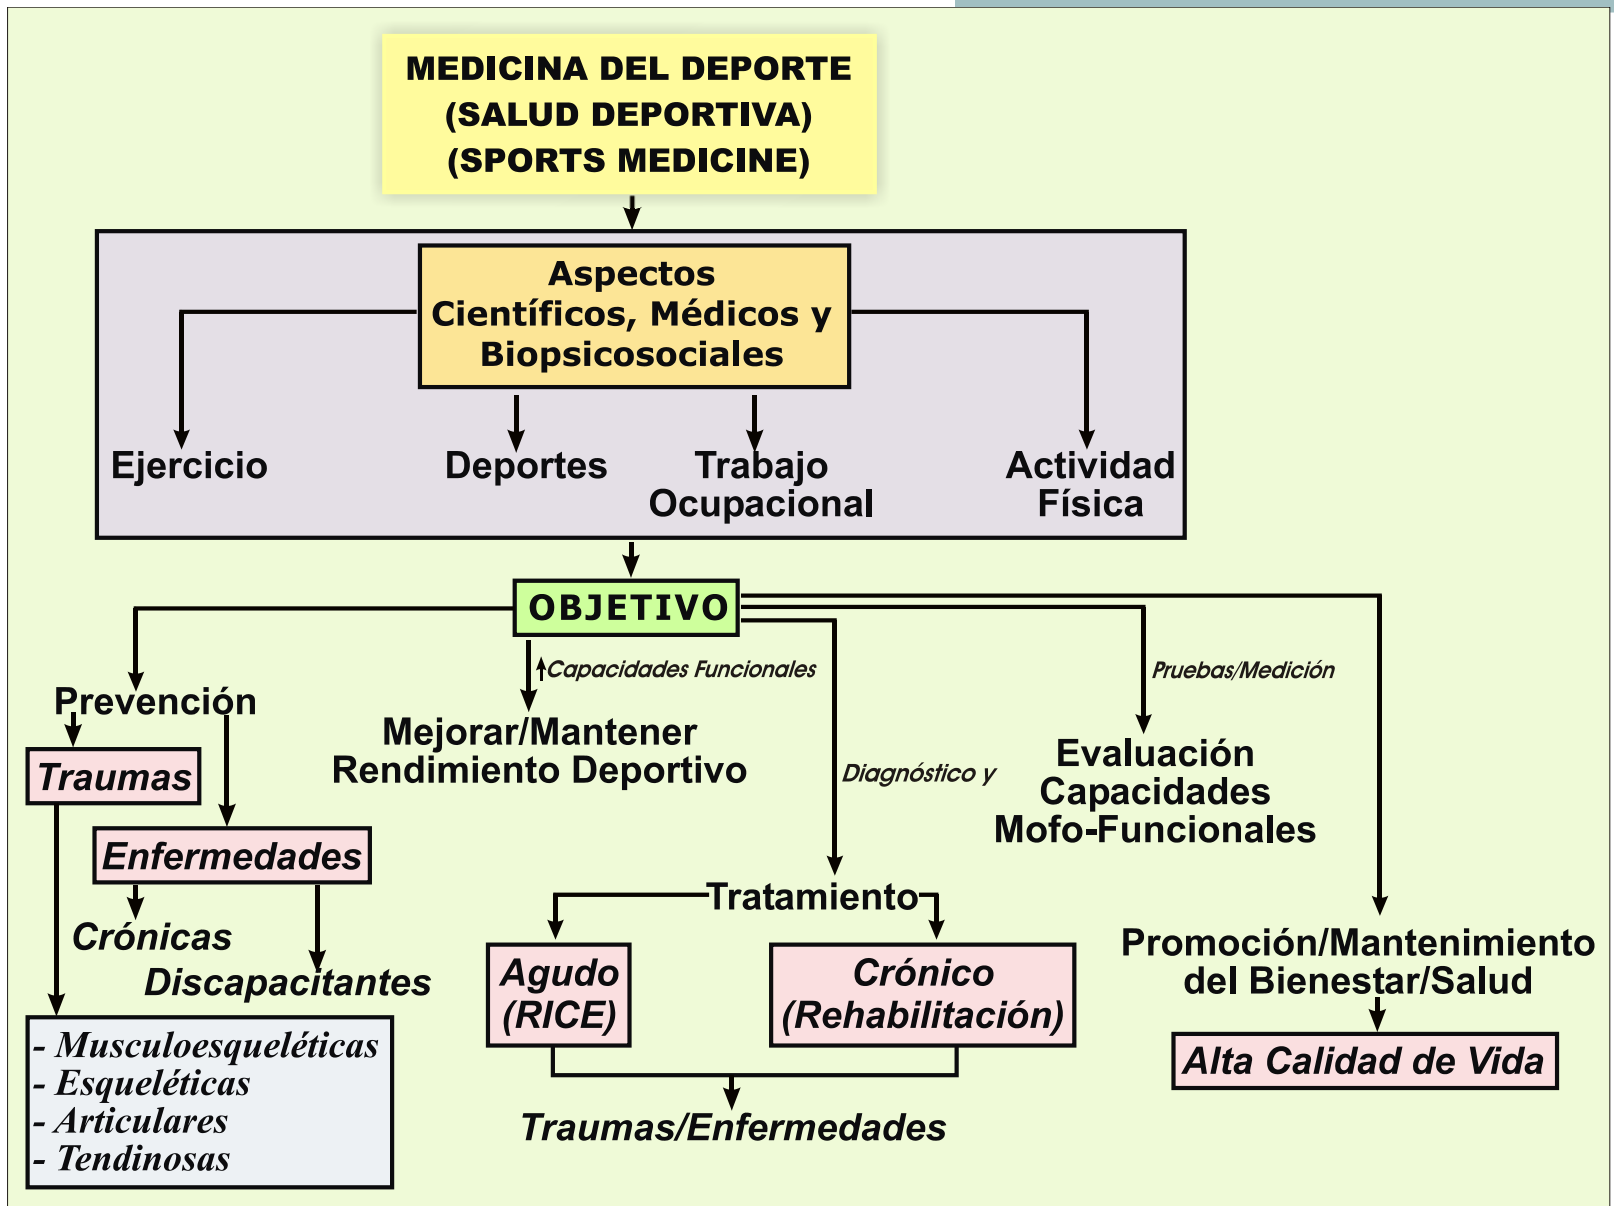 MEDICINA DEL DEPORTE
(SALUD DEPORTIVA)
(SPORTS MEDICINE)
Aspectos
Científicos, Médicos y
Biopsicosociales
Ejercicio
Deportes
Trabajo
Ocupacional
Actividad
Física
OBJETIVO
Prevención
Traumas
Enfermedades
Crónicas
Discapacitantes
- Musculoesqueléticas
- Esqueléticas
- Articulares
- Tendinosas
Capacidades Funcionales
Mejorar/Mantener
Rendimiento Deportivo
Diagnóstico y
Tratamiento
Agudo
(RICE)
Crónico
(Rehabilitación)
Traumas/Enfermedades
Pruebas/Medición
Evaluación
Capacidades
Mofo-Funcionales
Promoción/Mantenimiento
del Bienestar/Salud
Alta Calidad de Vida